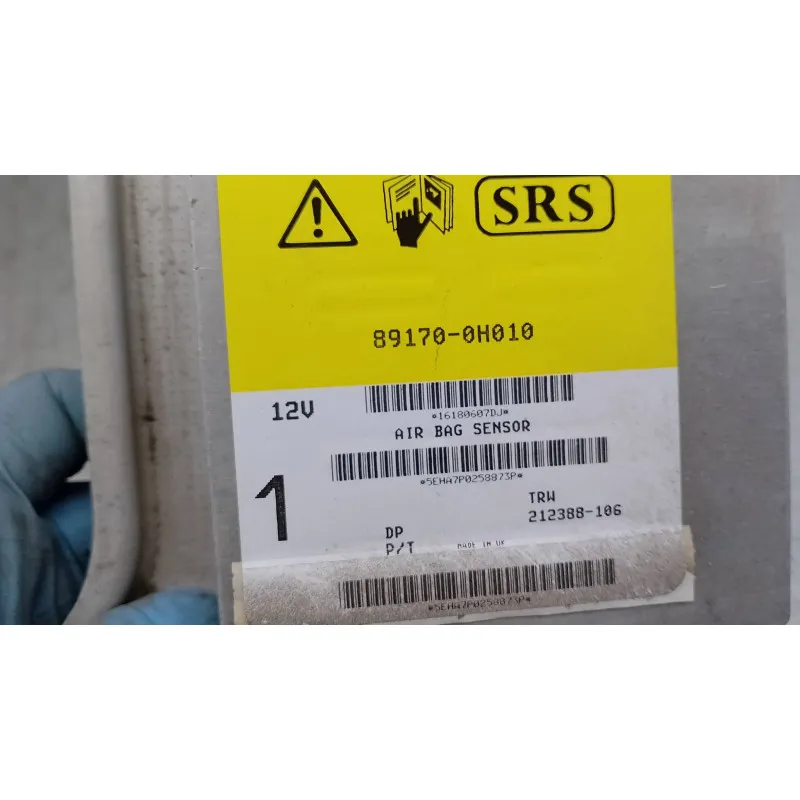 SRS
89170-0H010
12V
*16180607DJ*
AIR BAG SENSOR
*5EHA7P0258873P*
1
TRW
212388-106
DP
P/T MADE IN UK
*5EHA7P0258873P*